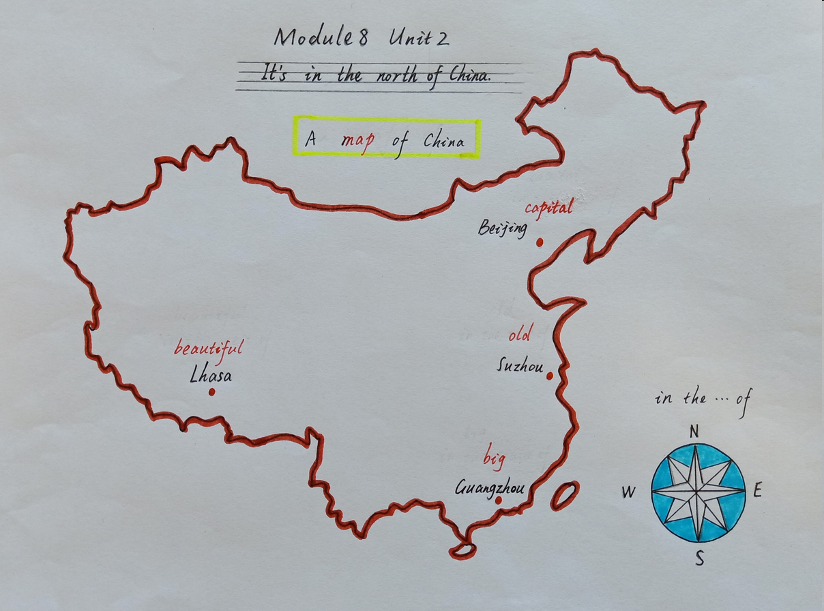 Module 8 Unit 2
It's in the north of China.
A map of China
capital
Beijing
beautiful
Lhasa
old
Suzhou
big
Guangzhou
in the ... of
N
W E
S